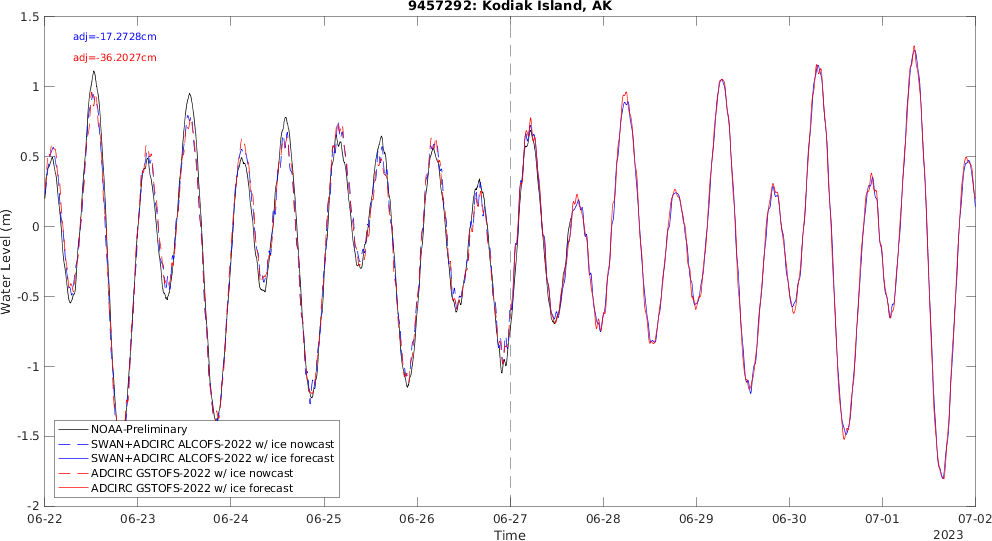 9457292: Kodiak Island, AK
adj=-17.2728cm
adj=-36.2027cm
1.5
1
0.5
0
-0.5
-1
-1.5
-2
Water Level (m)
NOAA-Preliminary
SWAN+ADCIRC ALCOFS-2022 w/ ice nowcast
SWAN+ADCIRC ALCOFS-2022 w/ ice forecast
ADCIRC GSTOFS-2022 w/ ice nowcast
ADCIRC GSTOFS-2022 w/ ice forecast
06-22 06-23 06-24 06-25 06-26 06-27 06-28 06-29 06-30 07-01 07-02
Time
2023